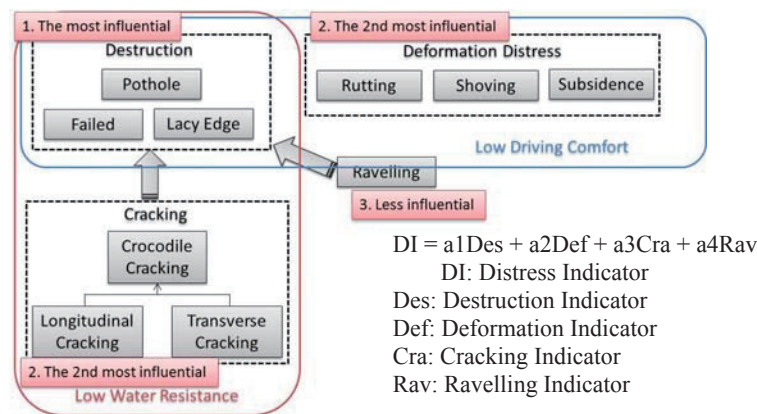 1. The most influential
Destruction
Pothole
Failed
Lacy Edge
2. The 2nd most influential
Deformation Distress
Rutting
Shoving
Subsidence
Low Driving Comfort
Ravelling
3. Less influential
Cracking
Crocodile
Cracking
Longitudinal
Cracking
Transverse
Cracking
2. The 2nd most influential
Low Water Resistance
DI = a1Des + a2Def + a3Cra + a4Rav
DI: Distress Indicator
Des: Destruction Indicator
Def: Deformation Indicator
Cra: Cracking Indicator
Rav: Ravelling Indicator